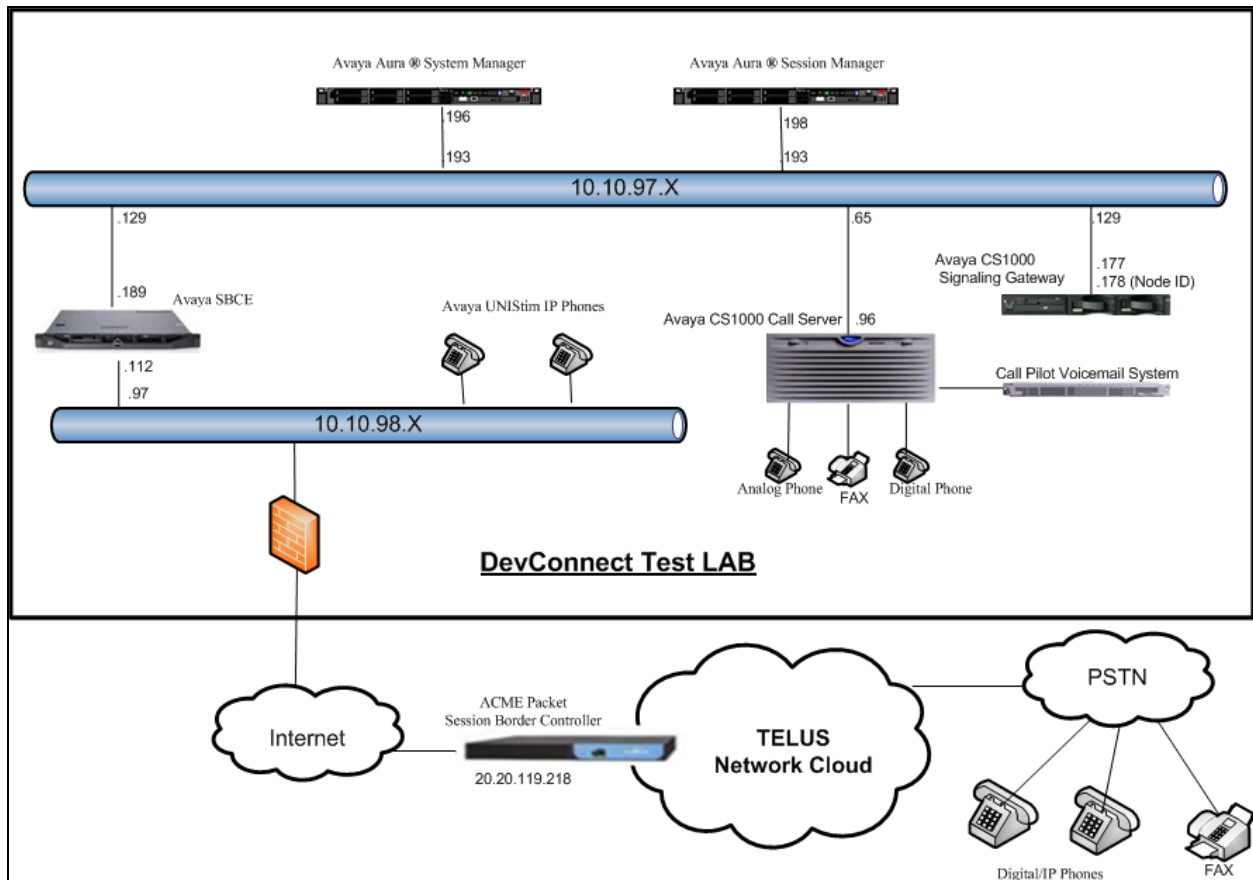 Avaya Aura ® System Manager
Avaya Aura ® Session Manager
.196
198
.193
.193
10.10.97.X
.129
.65
.129
.189
Avaya SBCE
Avaya UNIStim IP Phones
Avaya CS1000
Signaling Gateway
.177
.178 (Node ID)
Avaya CS1000 Call Server
.96
.112
.97
Call Pilot Voicemail System
10.10.98.X
Analog Phone
FAX
Digital Phone
DevConnect Test LAB
Internet
ACME Packet
Session Border Controller
20.20.119.218
TELUS
Network Cloud
PSTN
Digital/IP Phones
FAX